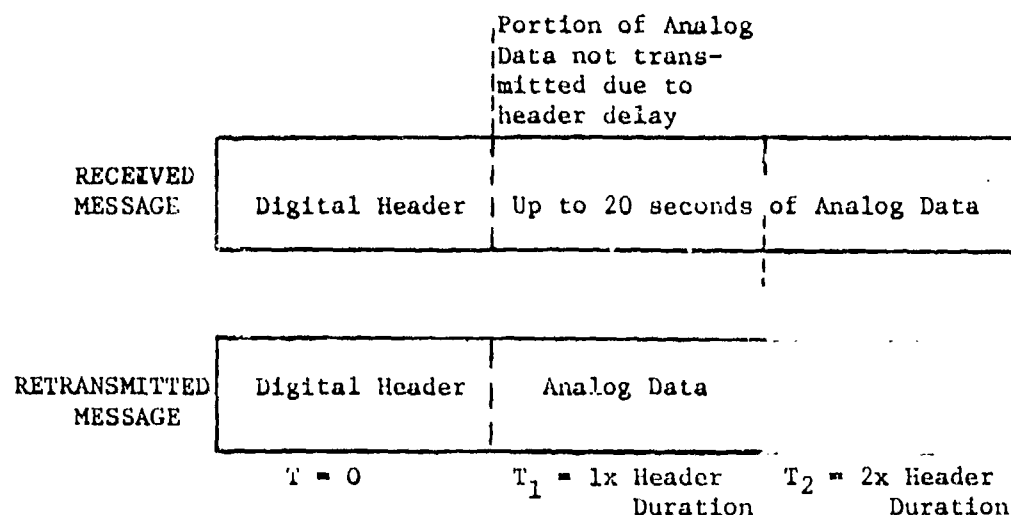 Portion of Analog
Data not trans-
mitted due to
header delay
RECEIVED
MESSAGE
Digital Header
Up to 20 seconds of Analog Data
RETRANSMITTED
MESSAGE
Digital Header
Analog Data
T = 0
T₁ = 1x Header
Duration
T₂ = 2x Header
Duration